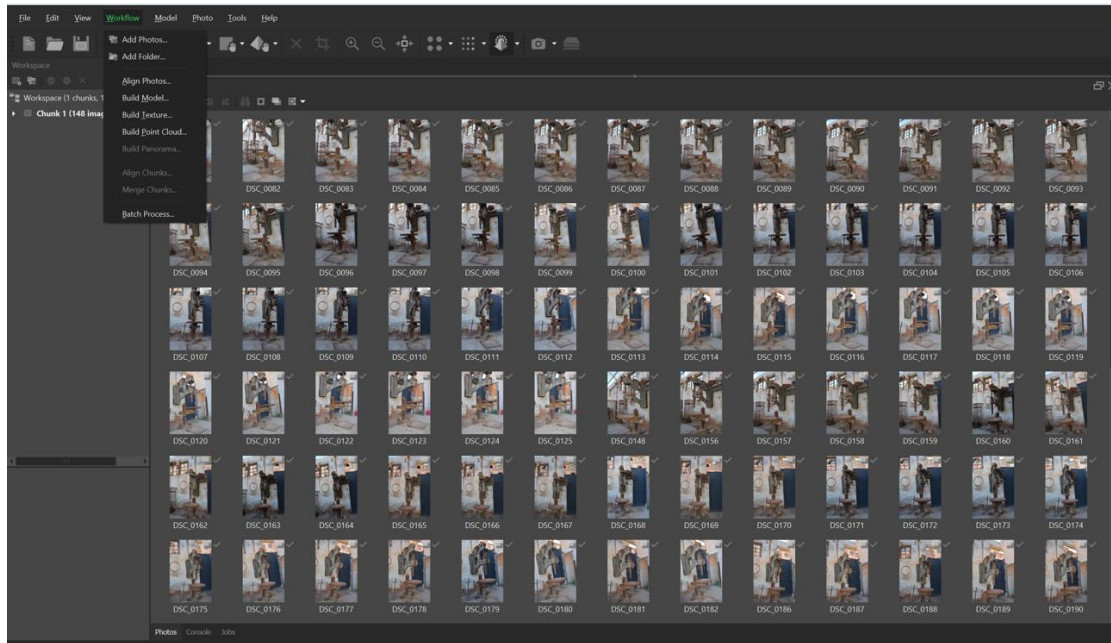 File Edit View Workflow Model Photo Tools Help
Workspace
Workspace (1 chunks, 1
Chunk 1 (148 imag
Add Photos...
Add Folder...
Align Photos...
Build Model...
Build Texture...
Build Point Cloud...
Build Panorama...
Align Chunks...
Merge Chunks...
Batch Process...
DSC_0082 DSC_0083 DSC_0084 DSC_0085 DSC_0086 DSC_0087 DSC_0088 DSC_0089 DSC_0090 DSC_0091 DSC_0092 DSC_0093
DSC_0094 DSC_0095 DSC_0096 DSC_0097 DSC_0098 DSC_0099 DSC_0100 DSC_0101 DSC_0102 DSC_0103 DSC_0104 DSC_0105 DSC_0106
DSC_0107 DSC_0108 DSC_0109 DSC_0110 DSC_0111 DSC_0112 DSC_0113 DSC_0114 DSC_0115 DSC_0116 DSC_0117 DSC_0118 DSC_0119
DSC_0120 DSC_0121 DSC_0122 DSC_0123 DSC_0124 DSC_0125 DSC_0148 DSC_0156 DSC_0157 DSC_0158 DSC_0159 DSC_0160 DSC_0161
DSC_0162 DSC_0163 DSC_0164 DSC_0165 DSC_0166 DSC_0167 DSC_0168 DSC_0169 DSC_0170 DSC_0171 DSC_0172 DSC_0173 DSC_0174
DSC_0175 DSC_0176 DSC_0177 DSC_0178 DSC_0179 DSC_0180 DSC_0181 DSC_0182 DSC_0186 DSC_0187 DSC_0188 DSC_0189 DSC_0190
Photos Console Jobs